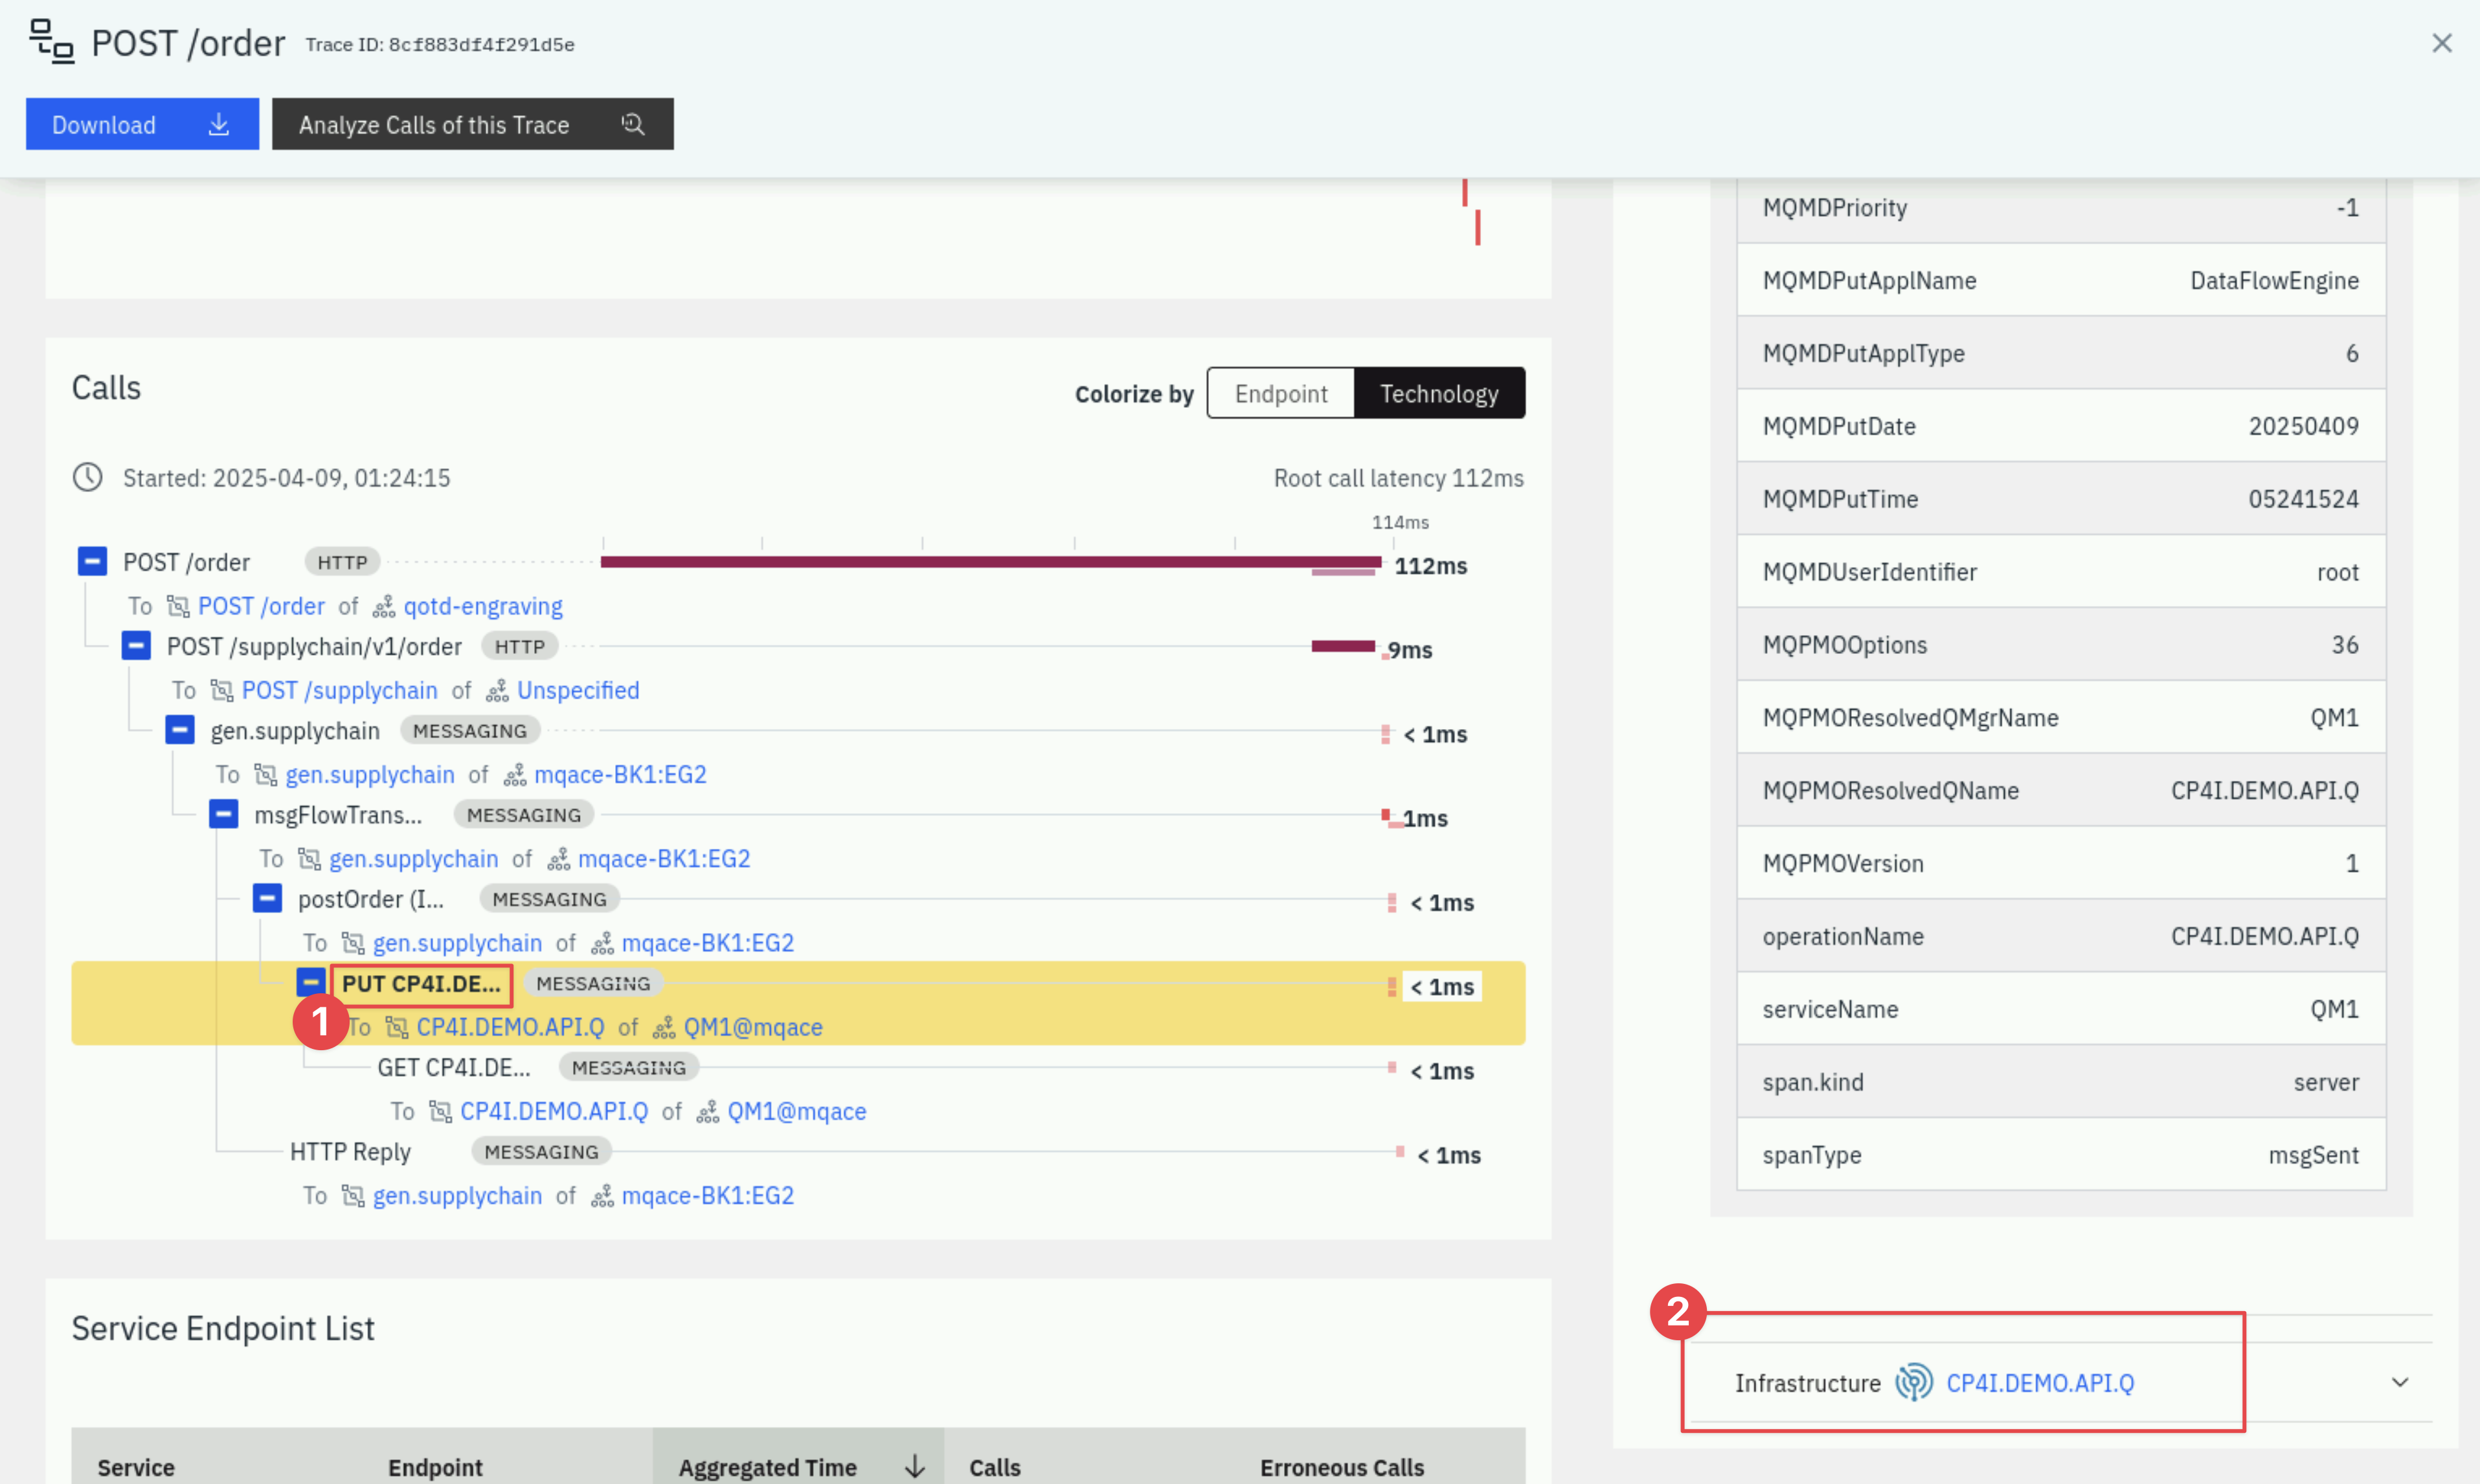 POST /order Trace ID: 8cf883df4f291d5e
Download
Analyze Calls of this Trace
Calls
Colorize by Endpoint Technology
Started: 2025-04-09, 01:24:15
Root call latency 112ms
114ms
POST /order HTTP 112ms
To POST /order of qotd-engraving
POST /supplychain/v1/order HTTP 9ms
To POST /supplychain of Unspecified
gen.supplychain MESSAGING < 1ms
To gen.supplychain of mqace-BK1:EG2
msgFlowTrans... MESSAGING 1ms
To gen.supplychain of mqace-BK1:EG2
postOrder (I... MESSAGING < 1ms
To gen.supplychain of mqace-BK1:EG2
PUT CP4I.DE... MESSAGING < 1ms
1
To CP4I.DEMO.API.Q of QM1@mqace
GET CP4I.DE... MESSAGING < 1ms
To CP4I.DEMO.API.Q of QM1@mqace
HTTP Reply MESSAGING < 1ms
To gen.supplychain of mqace-BK1:EG2
Service Endpoint List
Service Endpoint Aggregated Time Calls Erroneous Calls
MQMDPriority -1
MQMDPutApplName DataFlowEngine
MQMDPutApplType 6
MQMDPutDate 20250409
MQMDPutTime 05241524
MQMDUserIdentifier root
MQPMOOptions 36
MQPMOResolvedQMgrName QM1
MQPMOResolvedQName CP4I.DEMO.API.Q
MQPMOVersion 1
operationName CP4I.DEMO.API.Q
serviceName QM1
span.kind server
spanType msgSent
2
Infrastructure CP4I.DEMO.API.Q